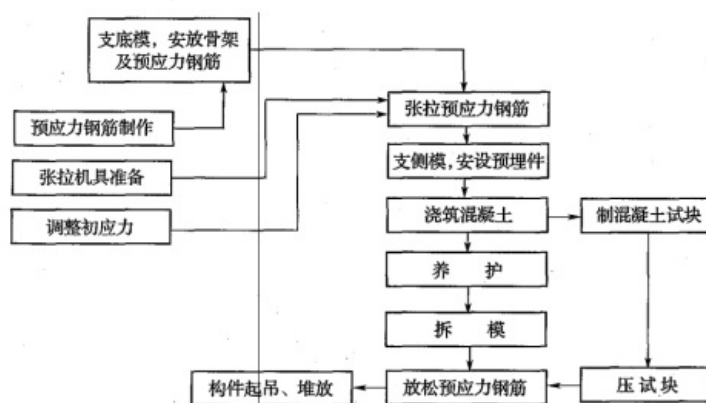 支底模，安放骨架
及预应力钢筋
张拉预应力钢筋
预应力钢筋制作
支侧模，安设预埋件
张拉机具准备
调整初应力
浇筑混凝土
制混凝土试块
养 护
拆 模
构件起吊、堆放
放松预应力钢筋
压试块